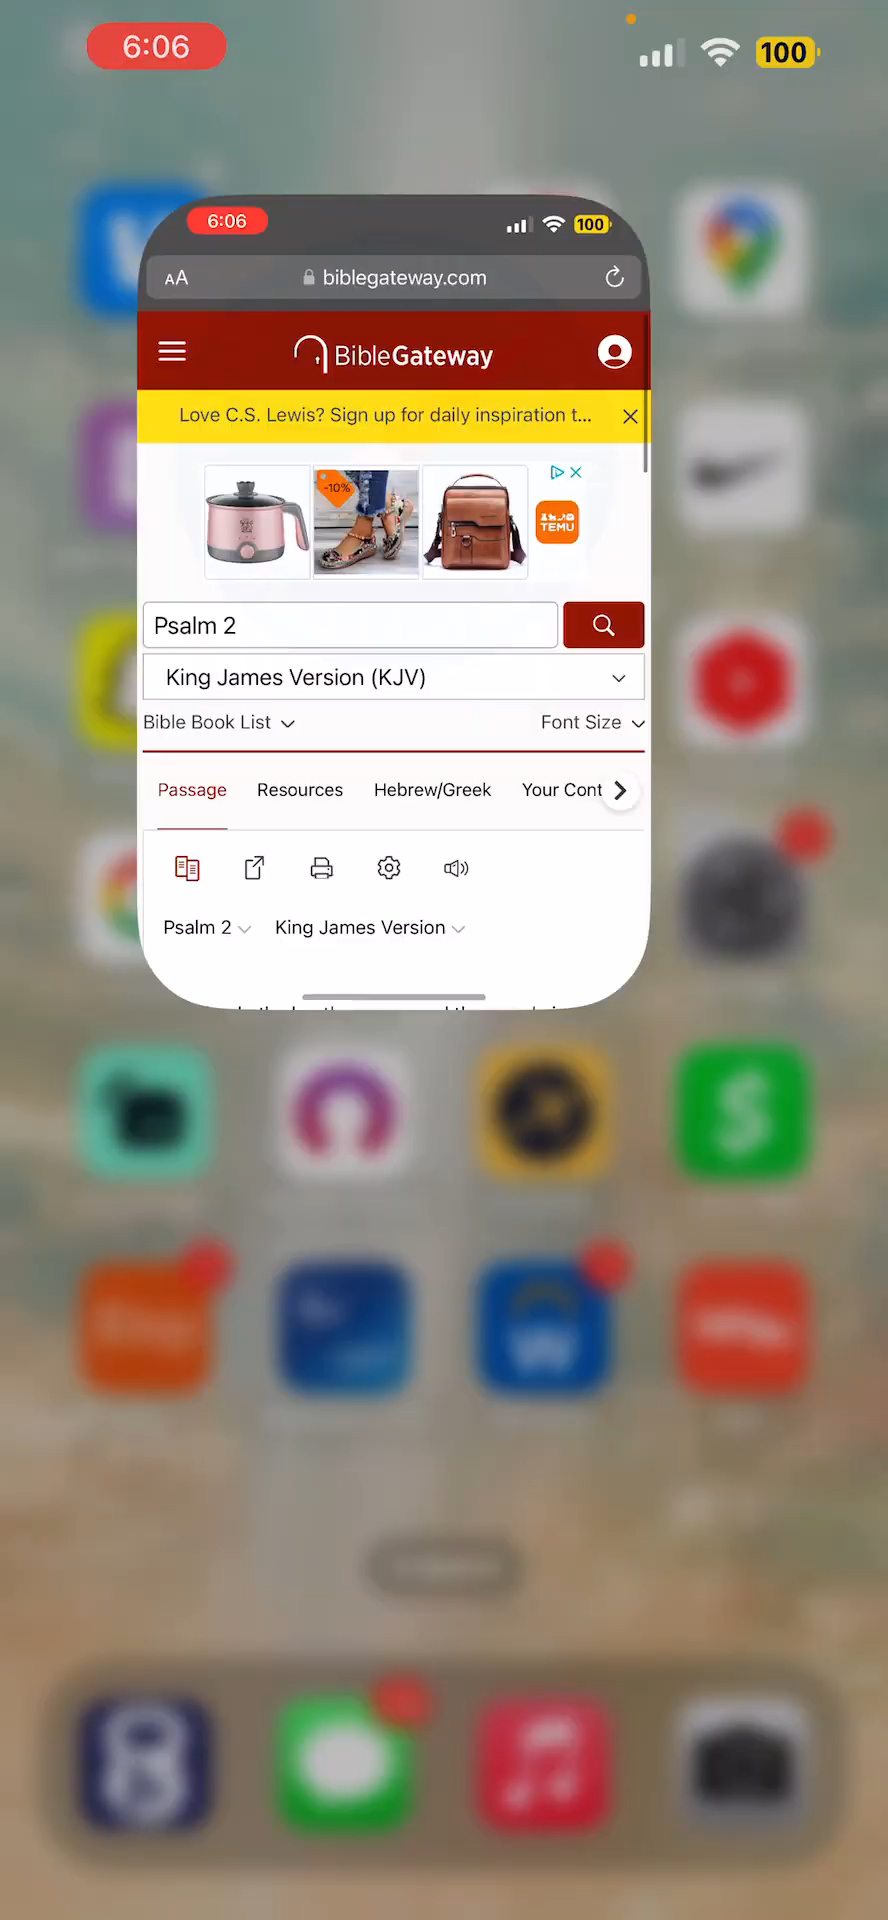 6:06
100
6:06
100
AA
biblegateway.com
BibleGateway
Love C.S. Lewis? Sign up for daily inspiration t...
-10%
TEMU
Psalm 2
King James Version (KJV)
Bible Book List
Font Size
Passage
Resources
Hebrew/Greek
Your Cont
Psalm 2
King James Version